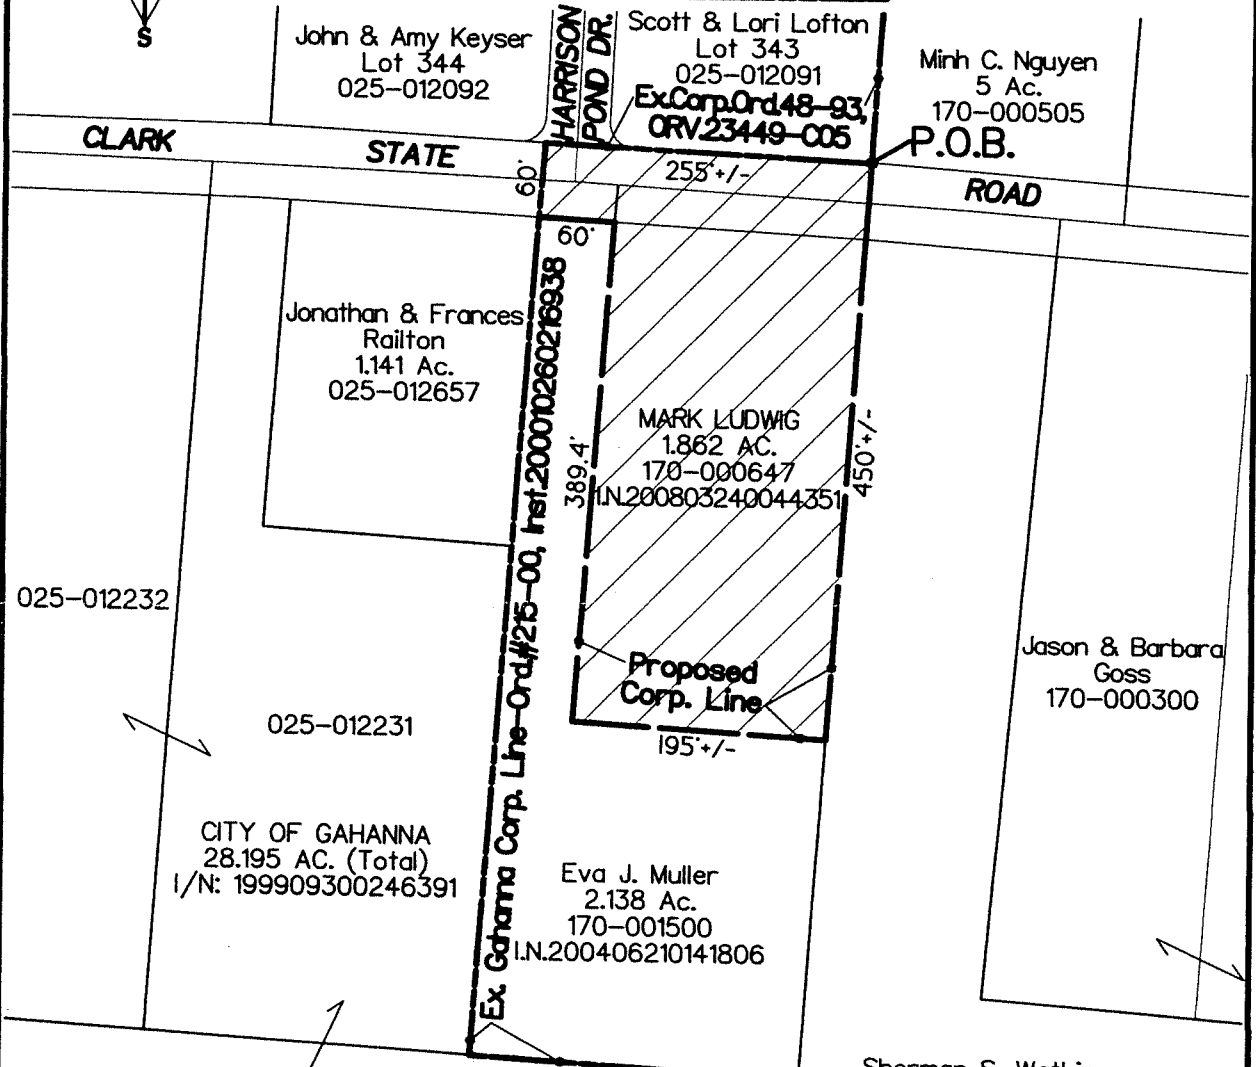 S
John & Amy Keyser
Lot 344
025-012092
HARRISON
POND DR.
Scott & Lori Lofton
Lot 343
025-012091
Ex.Corp.Ord.48-93,
ORV.23449-C05
Minh C. Nguyen
5 Ac.
170-000505
P.O.B.
CLARK STATE ROAD
60'
255'+/-
60'
Jonathan & Frances
Railton
1.141 Ac.
025-012657
Ex. Gahanna Corp. Line-Ord.#215-00, Inst.200010260216938
389.4'
MARK LUDWIG
1.862 AC.
170-000647
I.N.200803240044351
450'+/-
025-012232
Proposed
Corp. Line
195'+/-
Jason & Barbara
Goss
170-000300
025-012231
CITY OF GAHANNA
28.195 AC. (Total)
I/N: 199909300246391
Eva J. Muller
2.138 Ac.
170-001500
I.N.200406210141806
Sherman S.